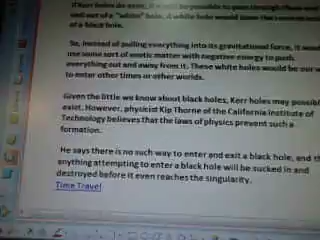 If Kerr holes do exist, it might be possible to pass through them and
exit out of a "white" hole. A white hole would have the reverse
of a black hole.
So, instead of pulling everything into its gravitational force, it woul
use some sort of exotic matter with negative energy to push
everything out and away from it. These white holes would be our w
to enter other times or other worlds.
Given the little we know about black holes, Kerr holes may possibl
exist. However, physicist Kip Thorne of the California Institute of
Technology believes that the laws of physics prevent such a
formation.
He says there is no such way to enter and exit a black hole, and th
anything attempting to enter a black hole will be sucked in and
destroyed before it even reaches the singularity.
Time Travel